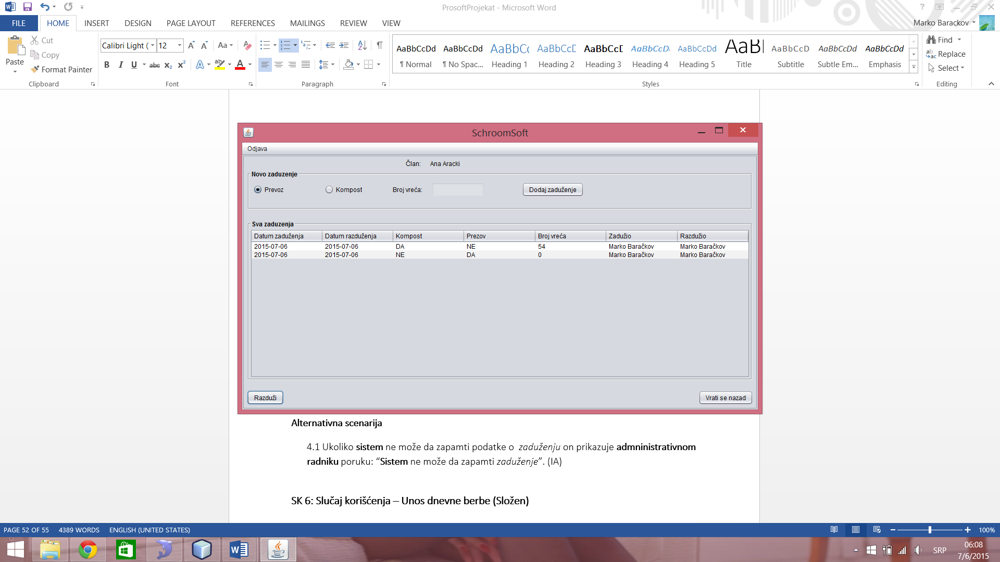 ProsoftProjekat - Microsoft Word
FILE HOME INSERT DESIGN PAGE LAYOUT REFERENCES MAILINGS REVIEW VIEW Marko Barackov
Paste
Cut
Copy
Format Painter
Clipboard
Calibri Light ( 12
Font
Paragraph
AaBbCcDd AaBbCcDd AaBbCc AaBbCcD AaBbCcD AaBbCcD AaBbCcDd AaB AaBbCcD AaBbCcDd AaBbCcDd
¶ Normal ¶ No Spac... Heading 1 Heading 2 Heading 3 Heading 4 Heading 5 Title Subtitle Subtle Em... Emphasis
Styles
Find
Replace
Select
Editing
SchroomSoft
Odjava
Član: Ana Aracki
Novo zaduzenje
Prevoz Kompost Broj vreća: Dodaj zaduženje
Sva zaduzenja
Datum zaduženja Datum razduženja Kompost Prezov Broj vreća Zadužio Razdužio
2015-07-06 2015-07-06 DA NE 54 Marko Baračkov Marko Baračkov
2015-07-06 2015-07-06 NE DA 0 Marko Baračkov Marko Baračkov
Razduži Vrati se nazad
Alternativna scenarija
4.1 Ukoliko sistem ne može da zapamti podatke o zaduženju on prikazuje admninistrativnom
radniku poruku: “Sistem ne može da zapamti zaduženje”. (IA)
SK 6: Slučaj korišćenja – Unos dnevne berbe (Složen)
PAGE 52 OF 55 4389 WORDS ENGLISH (UNITED STATES) 100%
SRP
06:08
7/6/2015